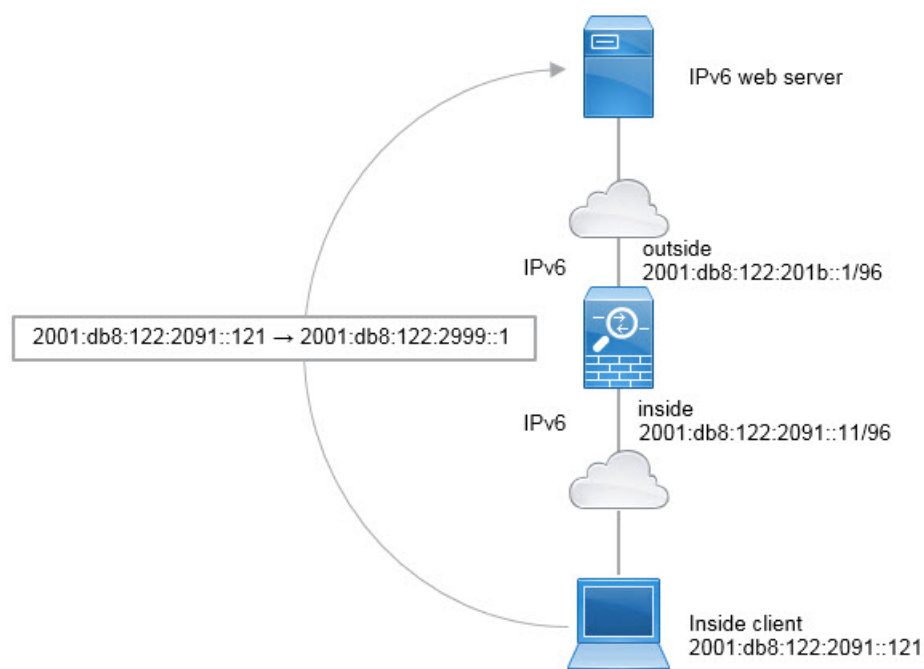 IPv6 web server
outside
IPv6
2001:db8:122:201b::1/96
2001:db8:122:2091::121 → 2001:db8:122:2999::1
inside
IPv6
2001:db8:122:2091::11/96
Inside client
2001:db8:122:2091::121